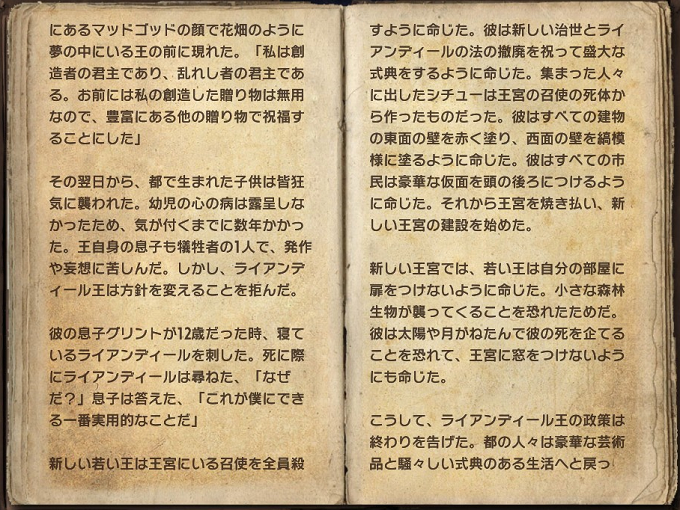 にあるマッドゴッドの顔で花畑のように
夢の中にいる王の前に現れた。「私は創
造者の君主であり、乱れし者の君主であ
る。お前には私の創造した贈り物は無用
なので、豊富にある他の贈り物で祝福す
ることにした」
その翌日から、都で生まれた子供は皆狂
気に襲われた。幼児の心の病は露呈しな
かったため、気が付くまでに数年かかっ
た。王自身の息子も犠牲者の1人で、発作
や妄想に苦しんだ。しかし、ライアンデ
ィール王は方針を変えることを拒んだ。
彼の息子グリントが12歳だった時、寝て
いるライアンディールを刺した。死に際
にライアンディールは尋ねた、「なぜ
だ？」息子は答えた、「これが僕にでき
る一番実用的なことだ」
新しい若い王は王宮にいる召使を全員殺
すように命じた。彼は新しい治世とライ
アンディールの法の撤廃を祝って盛大な
式典をするように命じた。集まった人々
に出したシチューは王宮の召使の死体か
ら作ったものだった。彼はすべての建物
の東面の壁を赤く塗り、西面の壁を縞模
様に塗るように命じた。彼はすべての市
民は豪華な仮面を頭の後ろにつけるよう
に命じた。それから王宮を焼き払い、新
しい王宮の建設を始めた。
新しい王宮では、若い王は自分の部屋に
扉をつけないように命じた。小さな森林
生物が襲ってくることを恐れたためだ。
彼は太陽や月がねたんで彼の死を企てる
ことを恐れて、王宮に窓をつけないよう
にも命じた。
こうして、ライアンディール王の政策は
終わりを告げた。都の人々は豪華な芸術
品と騒々しい式典のある生活へと戻っ